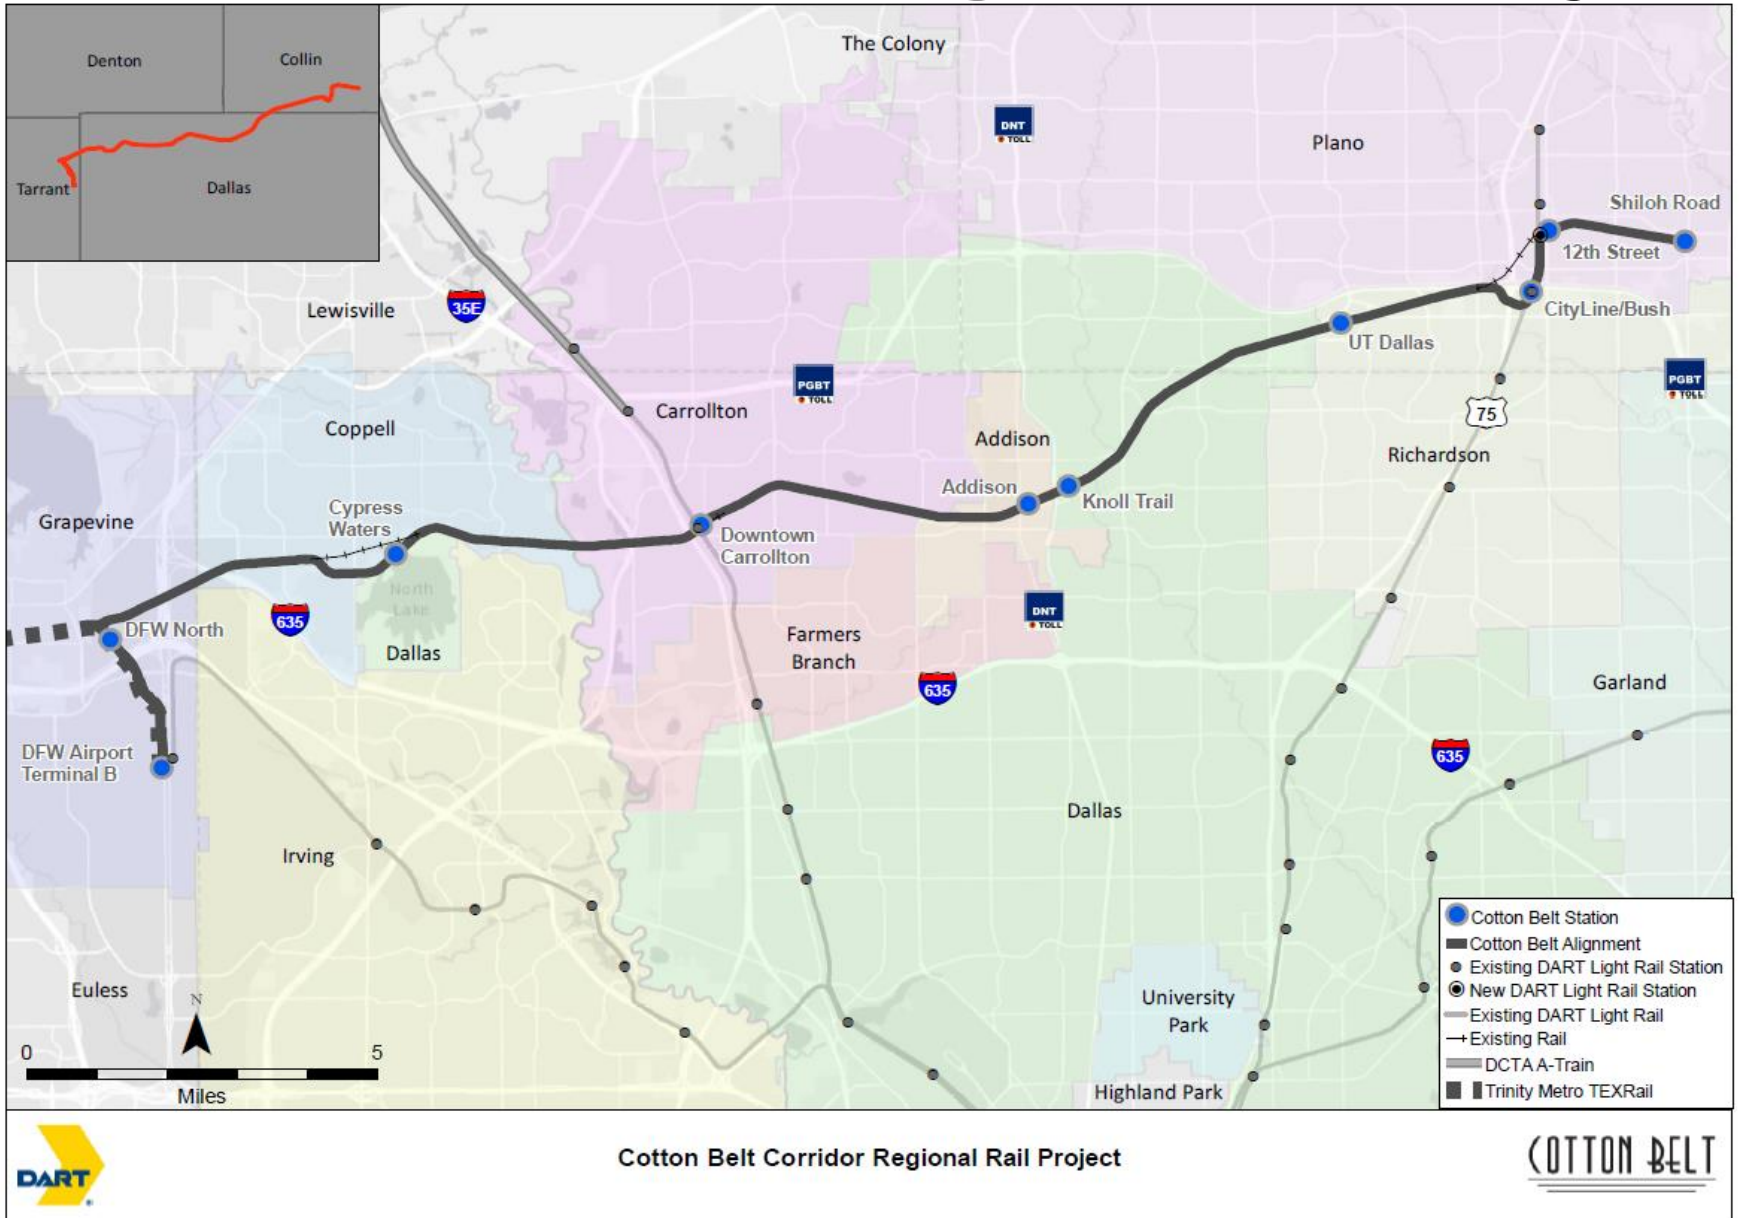 Denton
Collin
Tarrant
Dallas
The Colony
DNT
TOLL
Plano
Shiloh Road
12th Street
CityLine/Bush
UT Dallas
Lewisville
35E
PGBT
TOLL
PGBT
TOLL
Carrollton
75
Coppell
Addison
Richardson
Cypress
Waters
Addison
Knoll Trail
Grapevine
Downtown
Carrollton
North
Lake
635
DNT
TOLL
DFW North
Dallas
Farmers
Branch
635
Garland
DFW Airport
Terminal B
635
Dallas
Irving
Euless
University
Park
Highland Park
N
0 5
Miles
Cotton Belt Station
Cotton Belt Alignment
Existing DART Light Rail Station
New DART Light Rail Station
Existing DART Light Rail
Existing Rail
DCTA A-Train
Trinity Metro TEXRail
DART
Cotton Belt Corridor Regional Rail Project
COTTON BELT